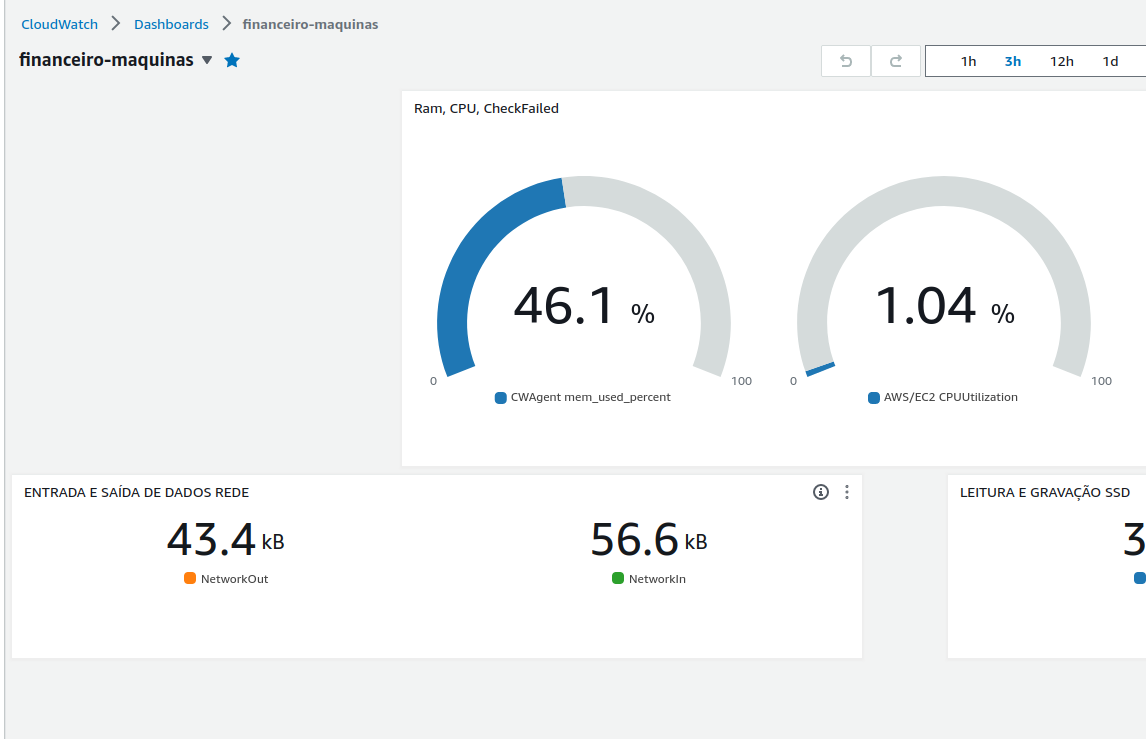 CloudWatch > Dashboards > financeiro-maquinas
financeiro-maquinas
1h 3h 12h 1d
Ram, CPU, CheckFailed
46.1 %
0 100
CWAgent mem_used_percent
1.04 %
0 100
AWS/EC2 CPUUtilization
ENTRADA E SAÍDA DE DADOS REDE
43.4 kB
NetworkOut
56.6 kB
NetworkIn
LEITURA E GRAVAÇÃO SSD
3